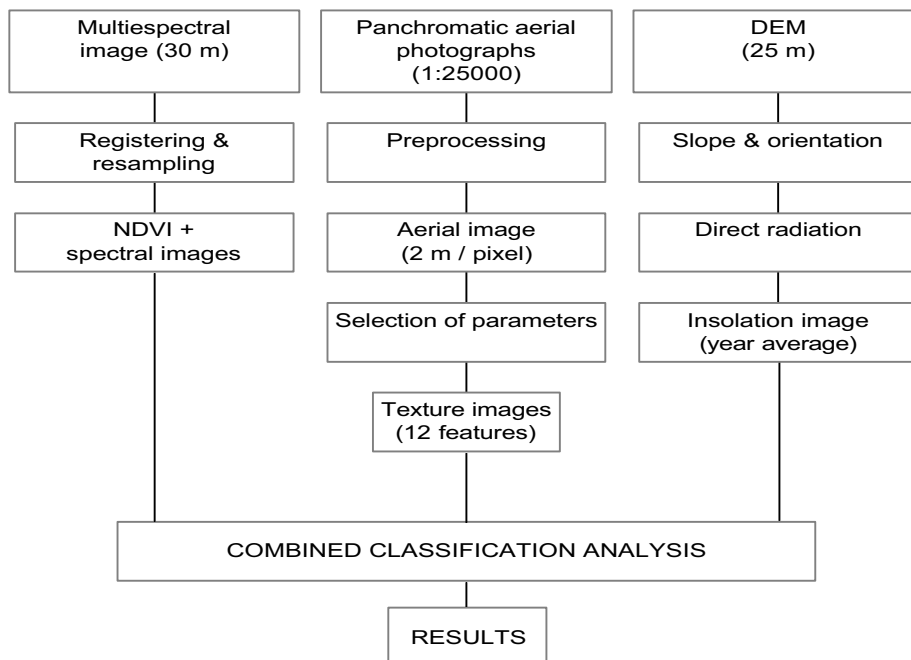 Multiespectral
image (30 m)
Panchromatic aerial
photographs
(1:25000)
DEM
(25 m)
Registering &
resampling
Preprocessing
Slope & orientation
NDVI +
spectral images
Aerial image
(2 m / pixel)
Direct radiation
Selection of parameters
Insolation image
(year average)
Texture images
(12 features)
COMBINED CLASSIFICATION ANALYSIS
RESULTS